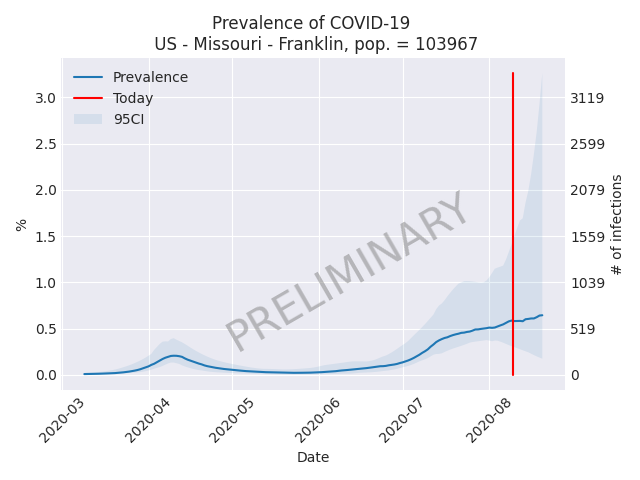 Prevalence of COVID-19
US - Missouri - Franklin, pop. = 103967
Prevalence
Today
95CI
PRELIMINARY
%
3.0
2.5
2.0
1.5
1.0
0.5
0.0
3119
2599
2079
1559
1039
519
0
# of infections
2020-03
2020-04
2020-05
2020-06
2020-07
2020-08
Date